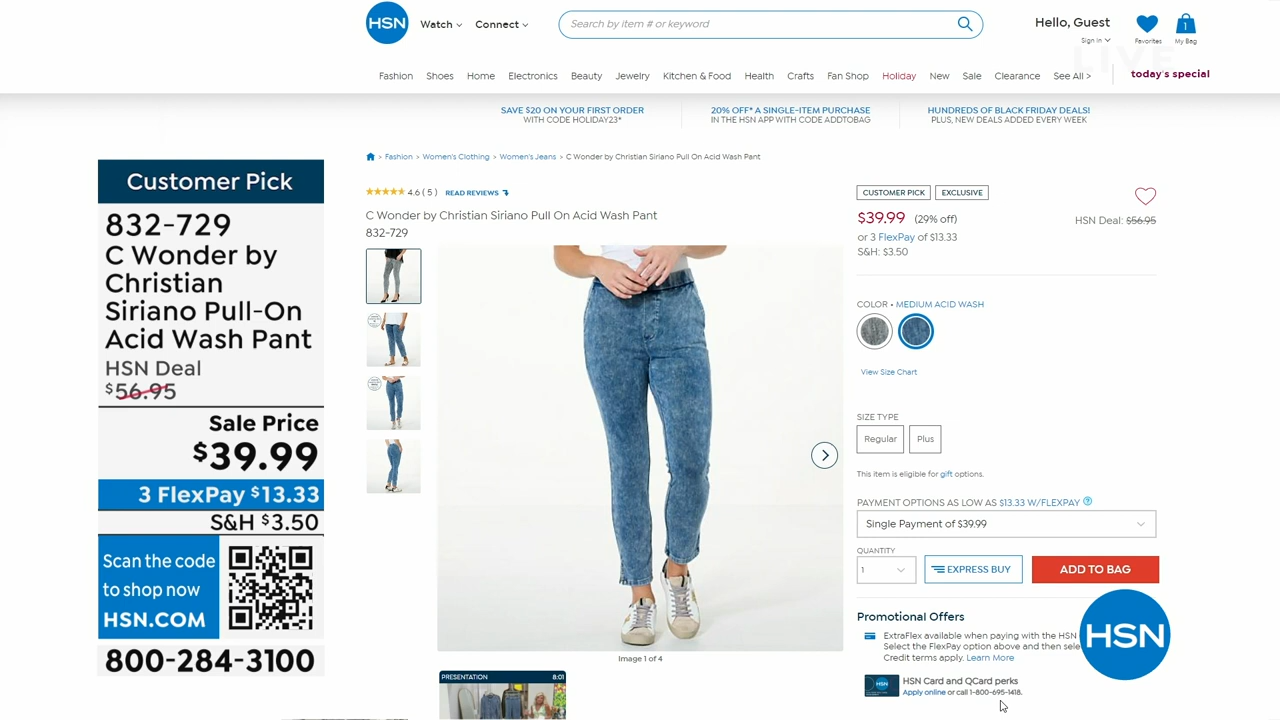 HSN
Watch
Connect
Search by item # or keyword
Hello, Guest
Sign In
Favorites
1
My Bag
LIVE
Fashion Shoes Home Electronics Beauty Jewelry Kitchen & Food Health Crafts Fan Shop Holiday New Sale Clearance See All >
today's special
SAVE $20 ON YOUR FIRST ORDER
WITH CODE HOLIDAY23*
20% OFF* A SINGLE-ITEM PURCHASE
IN THE HSN APP WITH CODE ADDTOBAG
HUNDREDS OF BLACK FRIDAY DEALS!
PLUS, NEW DEALS ADDED EVERY WEEK
> Fashion > Women's Clothing > Women's Jeans > C Wonder by Christian Siriano Pull On Acid Wash Pant
Customer Pick
832-729
C Wonder by
Christian
Siriano Pull-On
Acid Wash Pant
HSN Deal
$56.95
Sale Price
$39.99
3 FlexPay $13.33
S&H $3.50
Scan the code
to shop now
HSN.COM
800-284-3100
4.6 ( 5 ) READ REVIEWS
C Wonder by Christian Siriano Pull On Acid Wash Pant
832-729
Image 1 of 4
PRESENTATION 8:01
CUSTOMER PICK EXCLUSIVE
$39.99 (29% off)
HSN Deal: $56.95
or 3 FlexPay of $13.33
S&H: $3.50
COLOR • MEDIUM ACID WASH
View Size Chart
SIZE TYPE
Regular Plus
This item is eligible for gift options.
PAYMENT OPTIONS AS LOW AS $13.33 W/FLEXPAY ?
Single Payment of $39.99
QUANTITY
1
EXPRESS BUY
ADD TO BAG
Promotional Offers
ExtraFlex available when paying with the HSN
Select the FlexPay option above and then sele
Credit terms apply. Learn More
HSN
HSN
HSN Card and QCard perks
Apply online or call 1-800-695-1418.